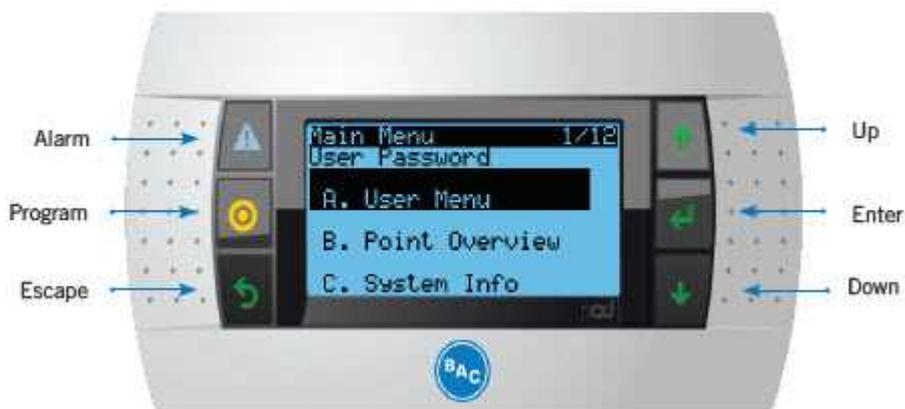 Alarm
Program
Escape
Main Menu 1/12
User Password
A. User Menu
B. Point Overview
C. System Info
BAC
Up
Enter
Down